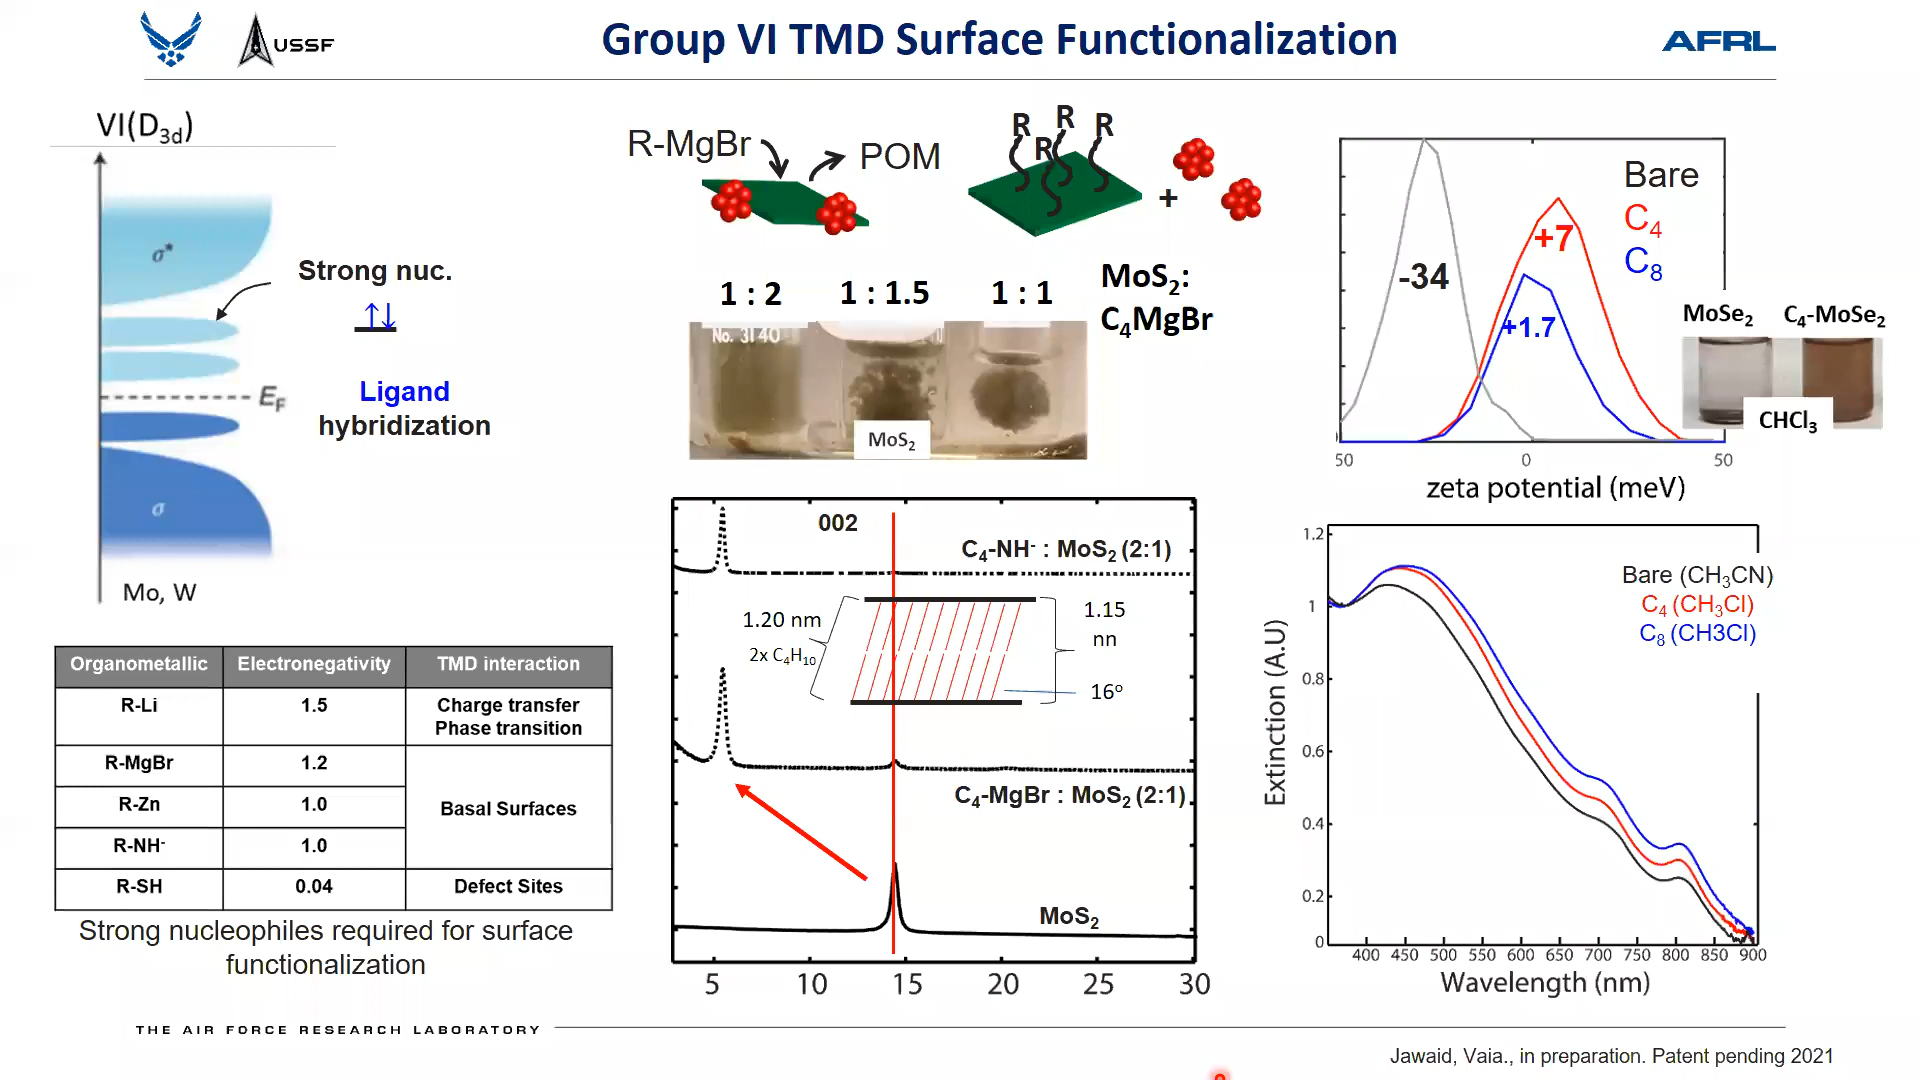 USSF
Group VI TMD Surface Functionalization
AFRL
VI(D3d)
σ*
Strong nuc.
↑↓
EF
Ligand
hybridization
σ
Mo, W
Organometallic Electronegativity TMD interaction
R-Li 1.5 Charge transfer
Phase transition
R-MgBr 1.2
R-Zn 1.0 Basal Surfaces
R-NH- 1.0
R-SH 0.04 Defect Sites
Strong nucleophiles required for surface
functionalization
R-MgBr
POM
R R R R
+
1 : 2 1 : 1.5 1 : 1
MoS2:
C4MgBr
No. 3140
MoS2
002
C4-NH- : MoS2 (2:1)
1.20 nm
2x C4H10
1.15
nn
16o
C4-MgBr : MoS2 (2:1)
MoS2
5 10 15 20 25 30
Bare
C4
C8
-34
+7
+1.7
50 0 50
zeta potential (meV)
MoSe2 C4-MoSe2
CHCl3
Bare (CH3CN)
C4 (CH3Cl)
C8 (CH3Cl)
1.2
1
0.8
0.6
0.4
0.2
0
Extinction (A.U)
400 450 500 550 600 650 700 750 800 850 900
Wavelength (nm)
THE AIR FORCE RESEARCH LABORATORY
Jawaid, Vaia., in preparation. Patent pending 2021